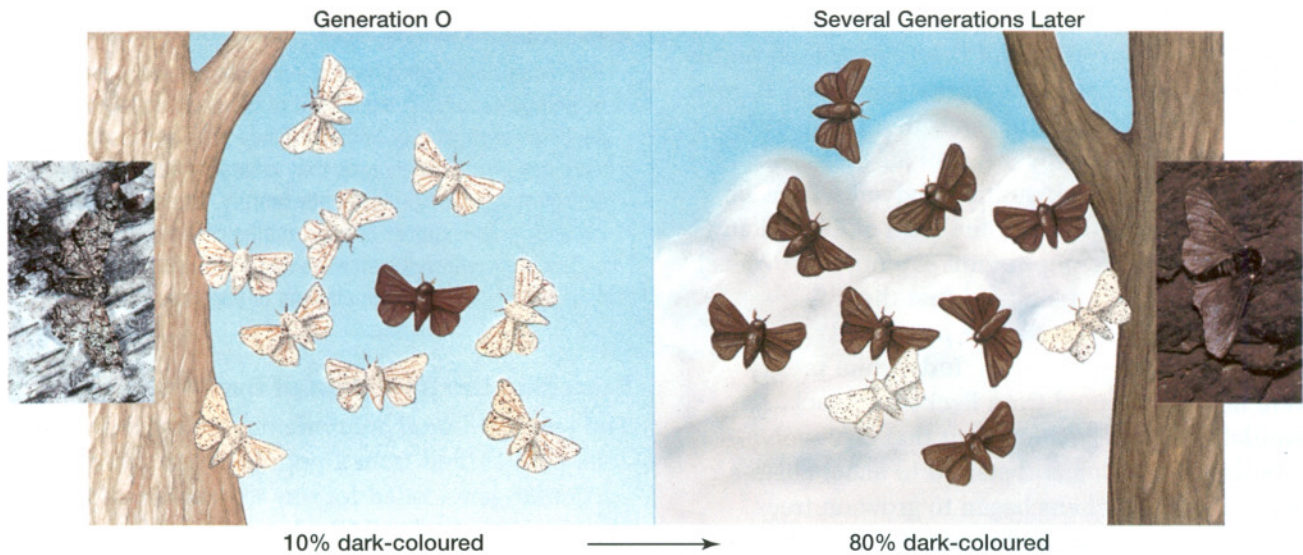 Generation O
Several Generations Later
10% dark-coloured
80% dark-coloured